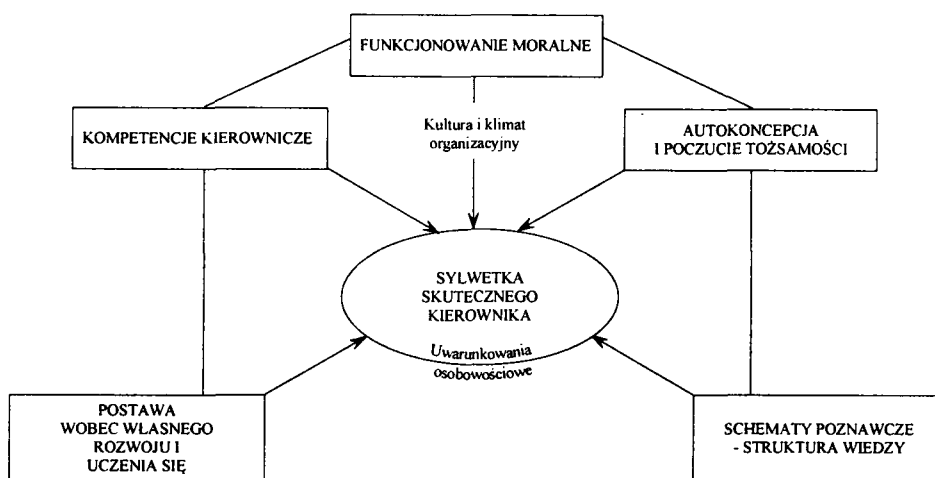 FUNKCJONOWANIE MORALNE
KOMPETENCJE KIEROWNICZE
Kultura i klimat
organizacyjny
AUTOKONCEPCJA
I POCZUCIE TOŻSAMOŚCI
SYLWETKA
SKUTECZNEGO
KIEROWNIKA
Uwarunkowania
osobowościowe
POSTAWA
WOBEC WŁASNEGO
ROZWOJU I
UCZENIA SIĘ
SCHEMATY POZNAWCZE
- STRUKTURA WIEDZY